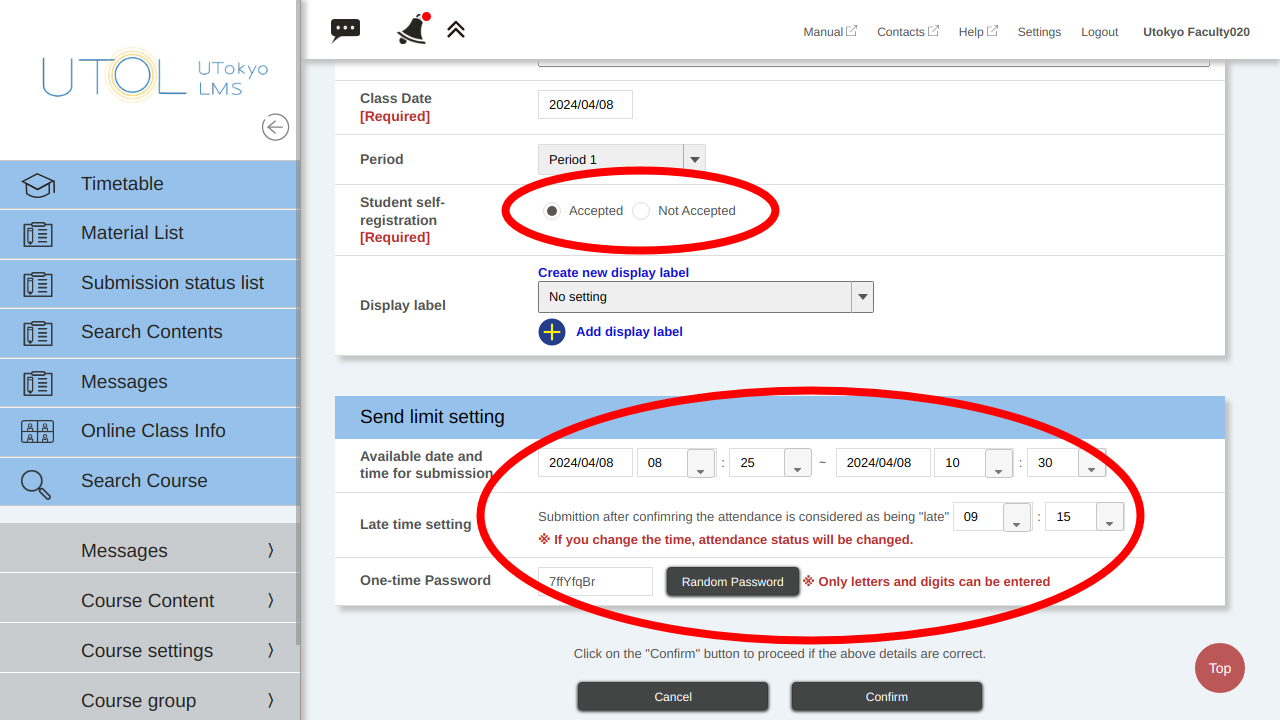 UTOL UTokyo LMS
Manual Contacts Help Settings Logout Utokyo Faculty020
Timetable
Material List
Submission status list
Search Contents
Messages
Online Class Info
Search Course
Messages 〉
Course Content 〉
Course settings 〉
Course group 〉
Class Date
[Required]
2024/04/08
Period
Period 1
Student self-
registration
[Required]
Accepted Not Accepted
Display label
Create new display label
No setting
Add display label
Send limit setting
Available date and
time for submission
2024/04/08 08 : 25 ~ 2024/04/08 10 : 30
Late time setting
Submittion after confimring the attendance is considered as being "late" 09 : 15
※ If you change the time, attendance status will be changed.
One-time Password
7ffYfqBr Random Password ※ Only letters and digits can be entered
Click on the "Confirm" button to proceed if the above details are correct.
Cancel Confirm
Top